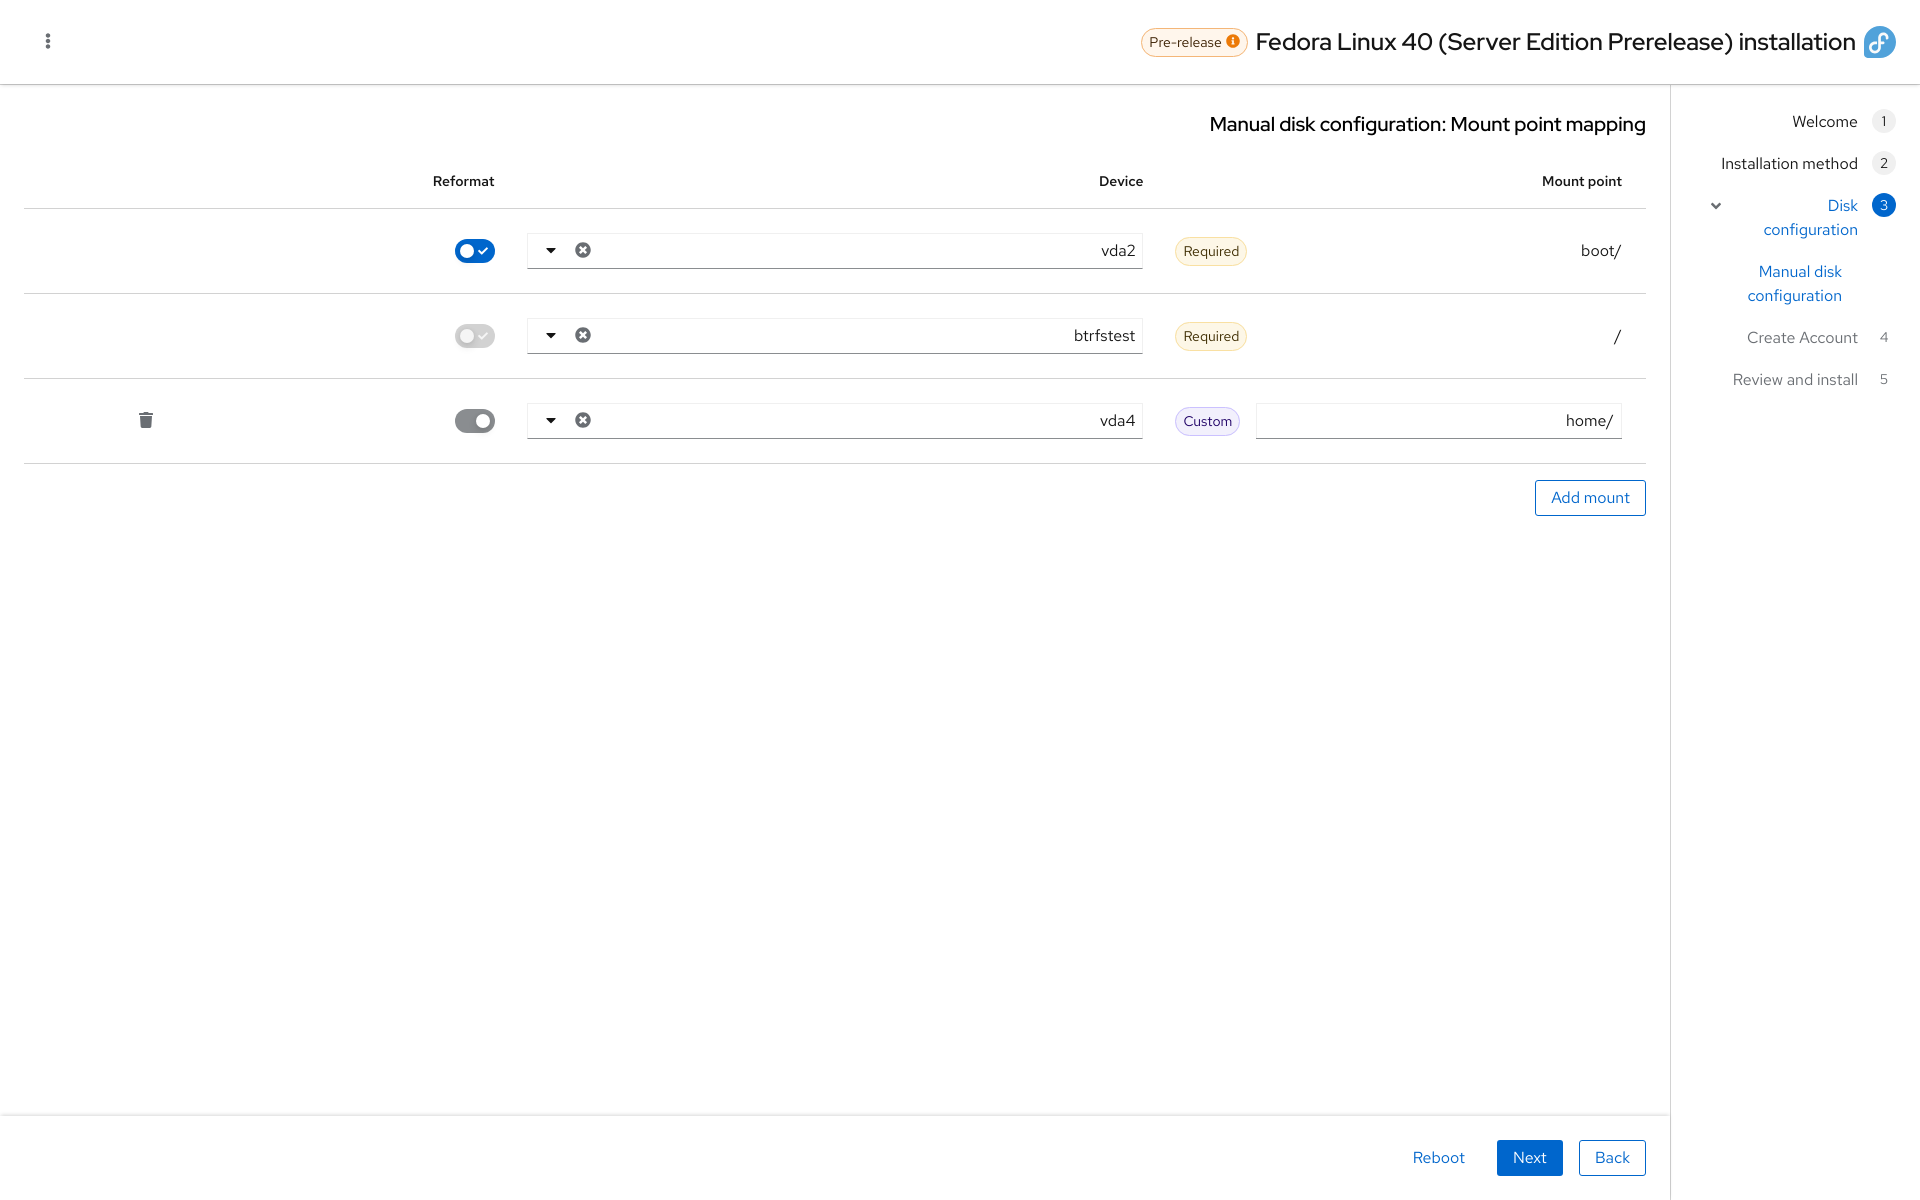 Pre-release Fedora Linux 40 (Server Edition Prerelease) installation
Welcome 1
Installation method 2
Disk 3
configuration
Manual disk
configuration
Create Account 4
Review and install 5
Manual disk configuration: Mount point mapping
Mount point Device Reformat
boot/ Required vda2
/ Required btrfstest
home/ Custom vda4
Add mount
Back Next Reboot